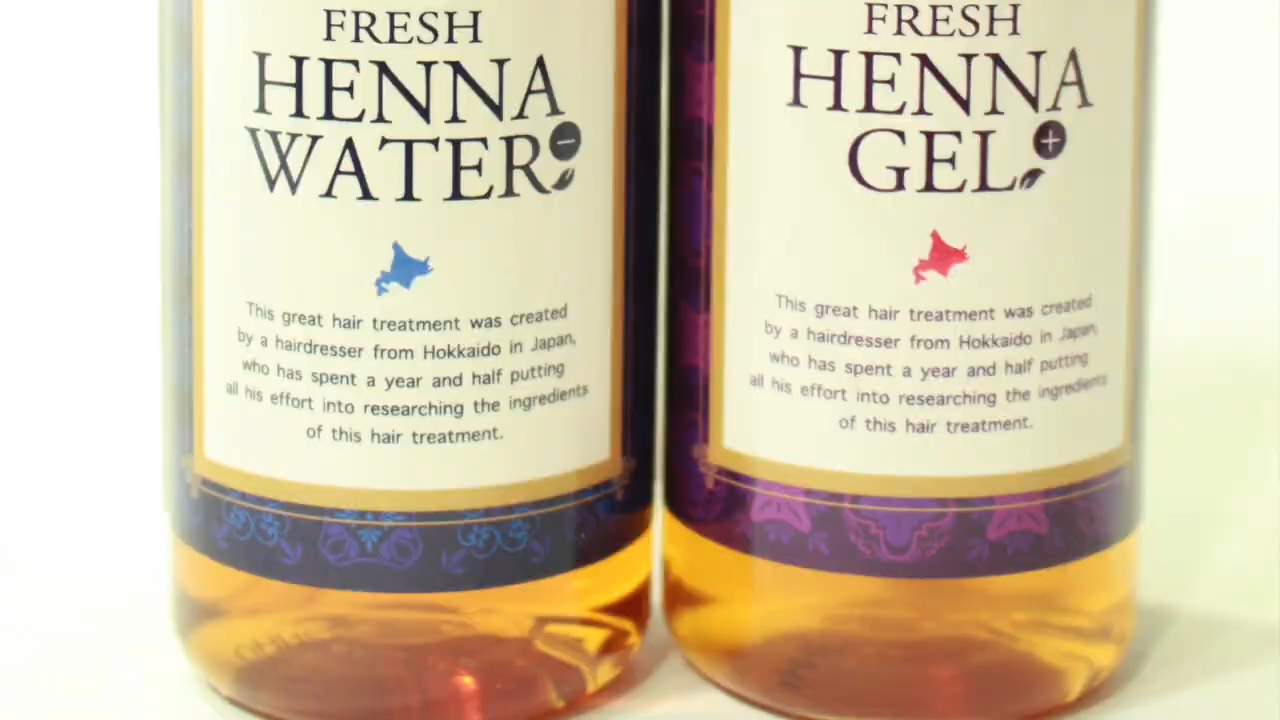 FRESH
HENNA
WATER
This great hair treatment was created
by a hairdresser from Hokkaido in Japan,
who has spent a year and half putting
all his effort into researching the ingredients
of this hair treatment.
FRESH
HENNA
GEL
This great hair treatment was created
by a hairdresser from Hokkaido in Japan,
who has spent a year and half putting
all his effort into researching the ingredients
of this hair treatment.